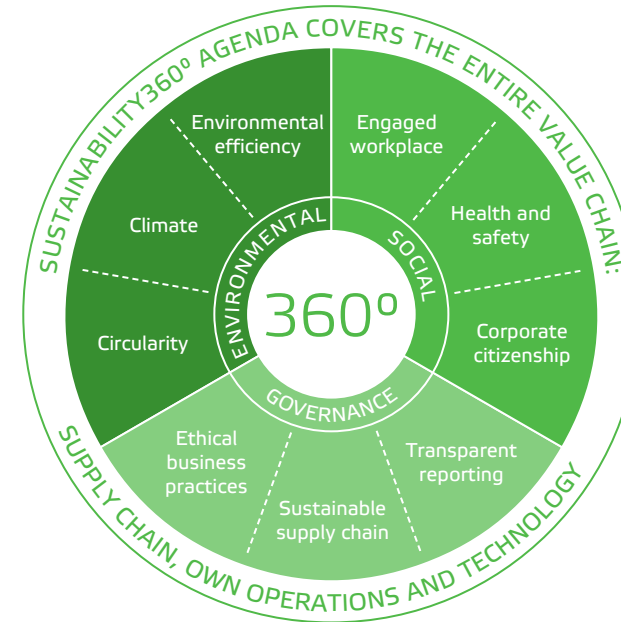 SUSTAINABILITY360º AGENDA COVERS THE ENTIRE VALUE CHAIN:
Environmental
efficiency
Engaged
workplace
Climate
Health and
safety
Circularity
Corporate
citizenship
ENVIRONMENTAL
SOCIAL
360º
GOVERNANCE
Ethical
business
practices
Sustainable
supply chain
Transparent
reporting
SUPPLY CHAIN, OWN OPERATIONS AND TECHNOLOGY